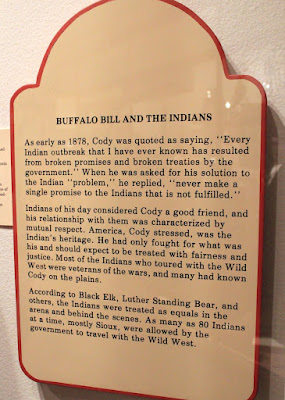 BUFFALO BILL AND THE INDIANS
As early as 1878, Cody was quoted as saying, "Every
Indian outbreak that I have ever known has resulted
from broken promises and broken treaties by the
government." When he was asked for his solution to
the Indian "problem," he replied, "never make a
single promise to the Indians that is not fulfilled."
Indians of his day considered Cody a good friend, and
his relationship with them was characterized by
mutual respect. America, Cody stressed, was the
Indian's heritage. He had only fought for what was
his and should expect to be treated with fairness and
justice. Most of the Indians who toured with the Wild
West were veterans of the wars, and many had known
Cody on the plains.
According to Black Elk, Luther Standing Bear, and
others, the Indians were treated as equals in the
arena and behind the scenes. As many as 80 Indians
at a time, mostly Sioux, were allowed by the
government to travel with the Wild West.